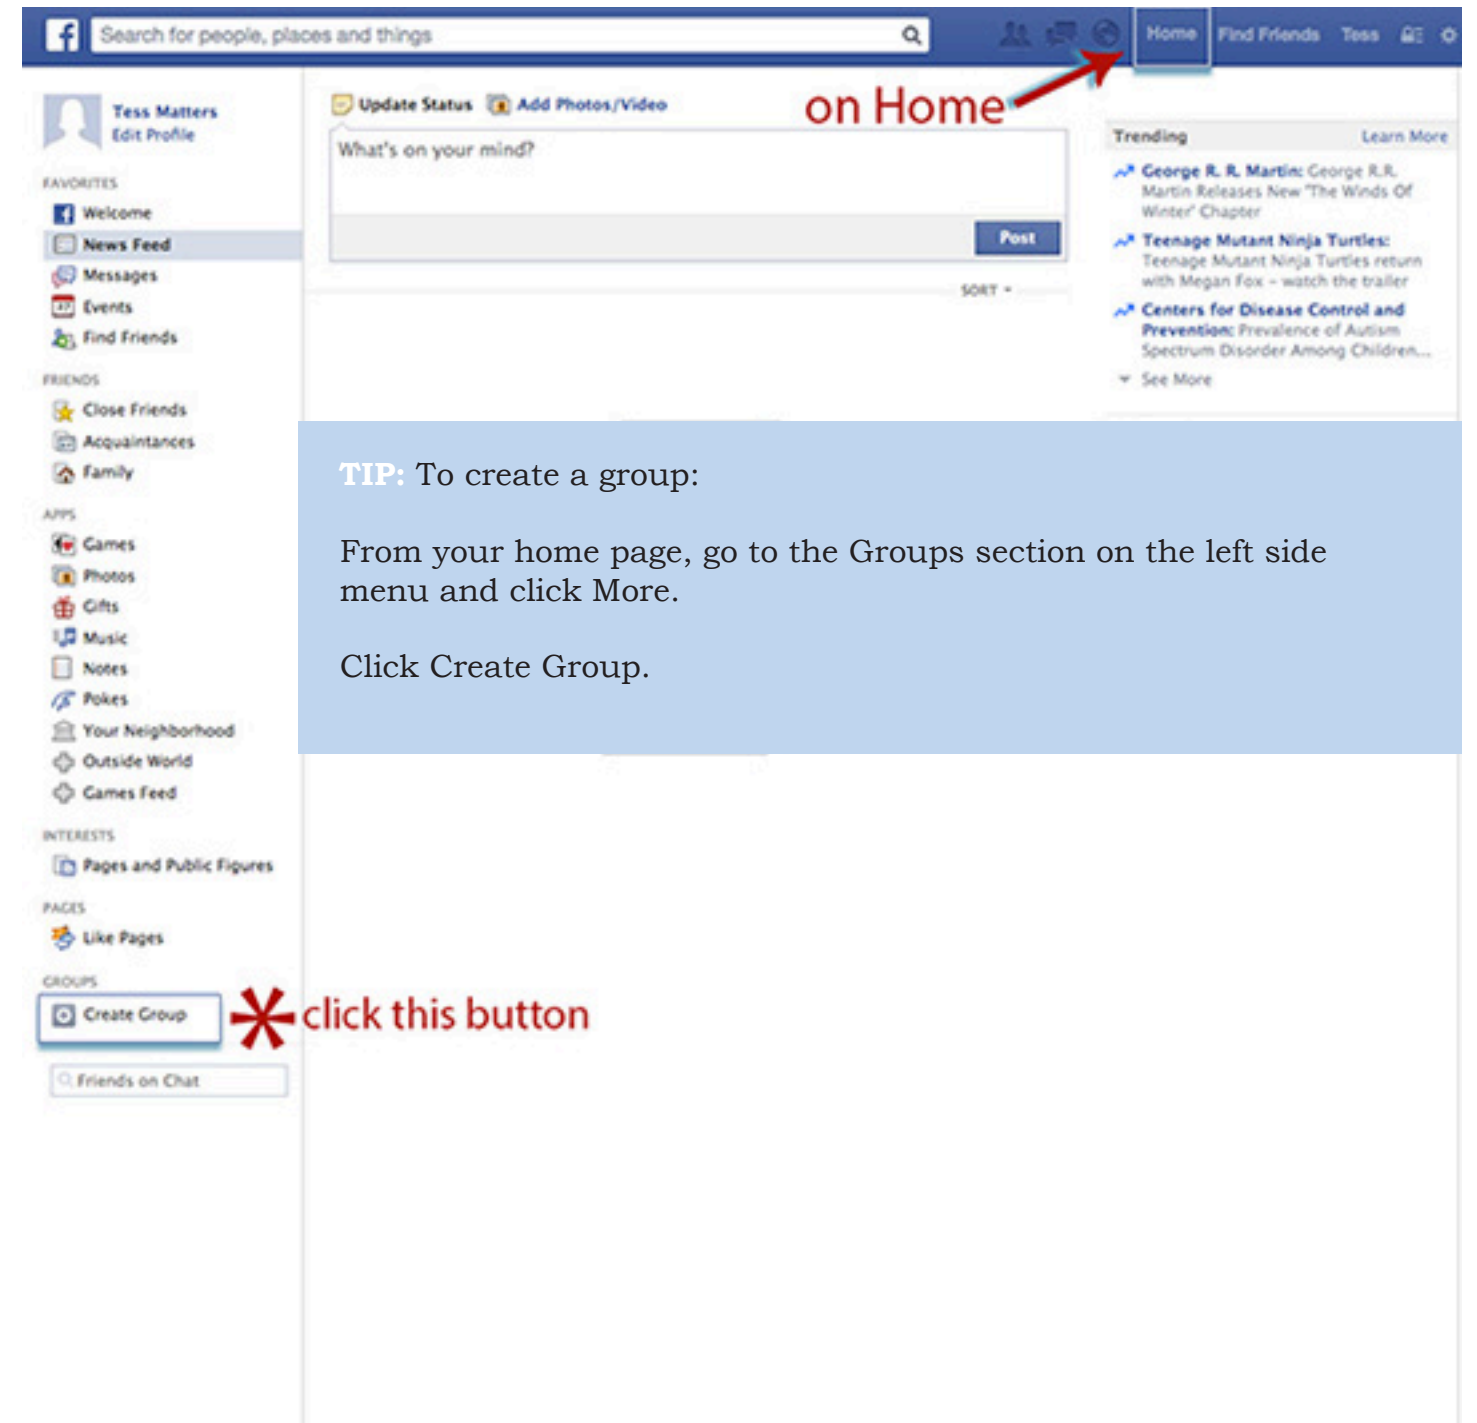 f Search for people, places and things Home Find Friends Tess
on Home
Tess Matters
Edit Profile
FAVORITES
Welcome
News Feed
Messages
Events
Find Friends
FRIENDS
Close Friends
Acquaintances
Family
APPS
Games
Photos
Gifts
Music
Notes
Pokes
Your Neighborhood
Outside World
Games Feed
INTERESTS
Pages and Public Figures
PAGES
Like Pages
GROUPS
Create Group
click this button
Friends on Chat
Update Status Add Photos/Video
What's on your mind?
Post
SORT
TIP: To create a group:
From your home page, go to the Groups section on the left side
menu and click More.
Click Create Group.
Trending Learn More
George R. R. Martin: George R.R.
Martin Releases New 'The Winds Of
Winter' Chapter
Teenage Mutant Ninja Turtles:
Teenage Mutant Ninja Turtles return
with Megan Fox – watch the trailer
Centers for Disease Control and
Prevention: Prevalence of Autism
Spectrum Disorder Among Children...
See More